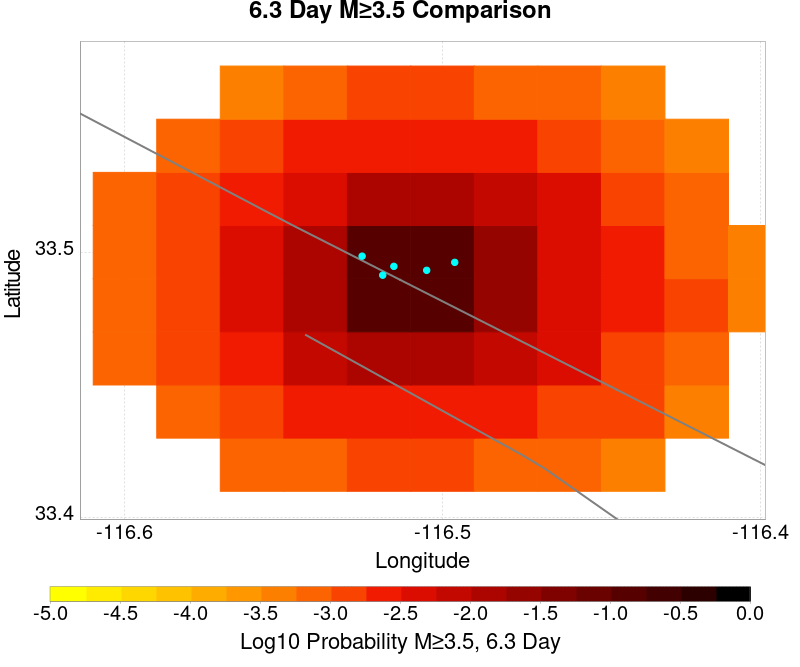 6.3 Day M≥3.5 Comparison
Latitude
33.5
33.4
-116.6 -116.5 -116.4
Longitude
-5.0 -4.5 -4.0 -3.5 -3.0 -2.5 -2.0 -1.5 -1.0 -0.5 0.0
Log10 Probability M≥3.5, 6.3 Day